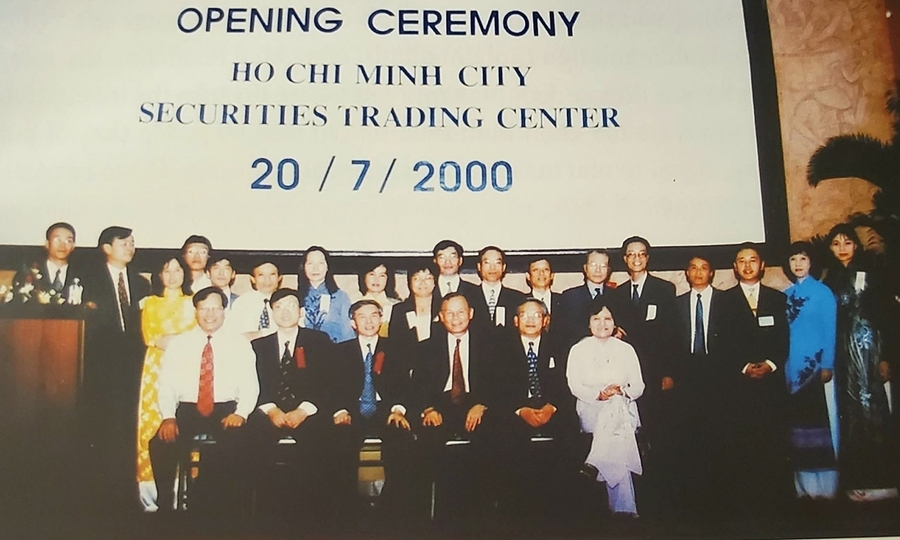 OPENING CEREMONY
HO CHI MINH CITY
SECURITIES TRADING CENTER
20 / 7 / 2000